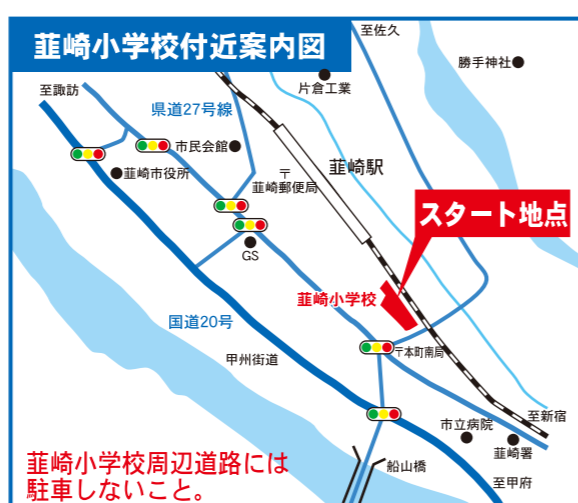 韮崎小学校付近案内図
至佐久
勝手神社
片倉工業
至諏訪
県道27号線
市民会館
韮崎市役所
〒
韮崎郵便局
韮崎駅
スタート地点
GS
韮崎小学校
国道20号
〒本町南局
甲州街道
至新宿
市立病院
韮崎署
船山橋
至甲府
韮崎小学校周辺道路には
駐車しないこと。